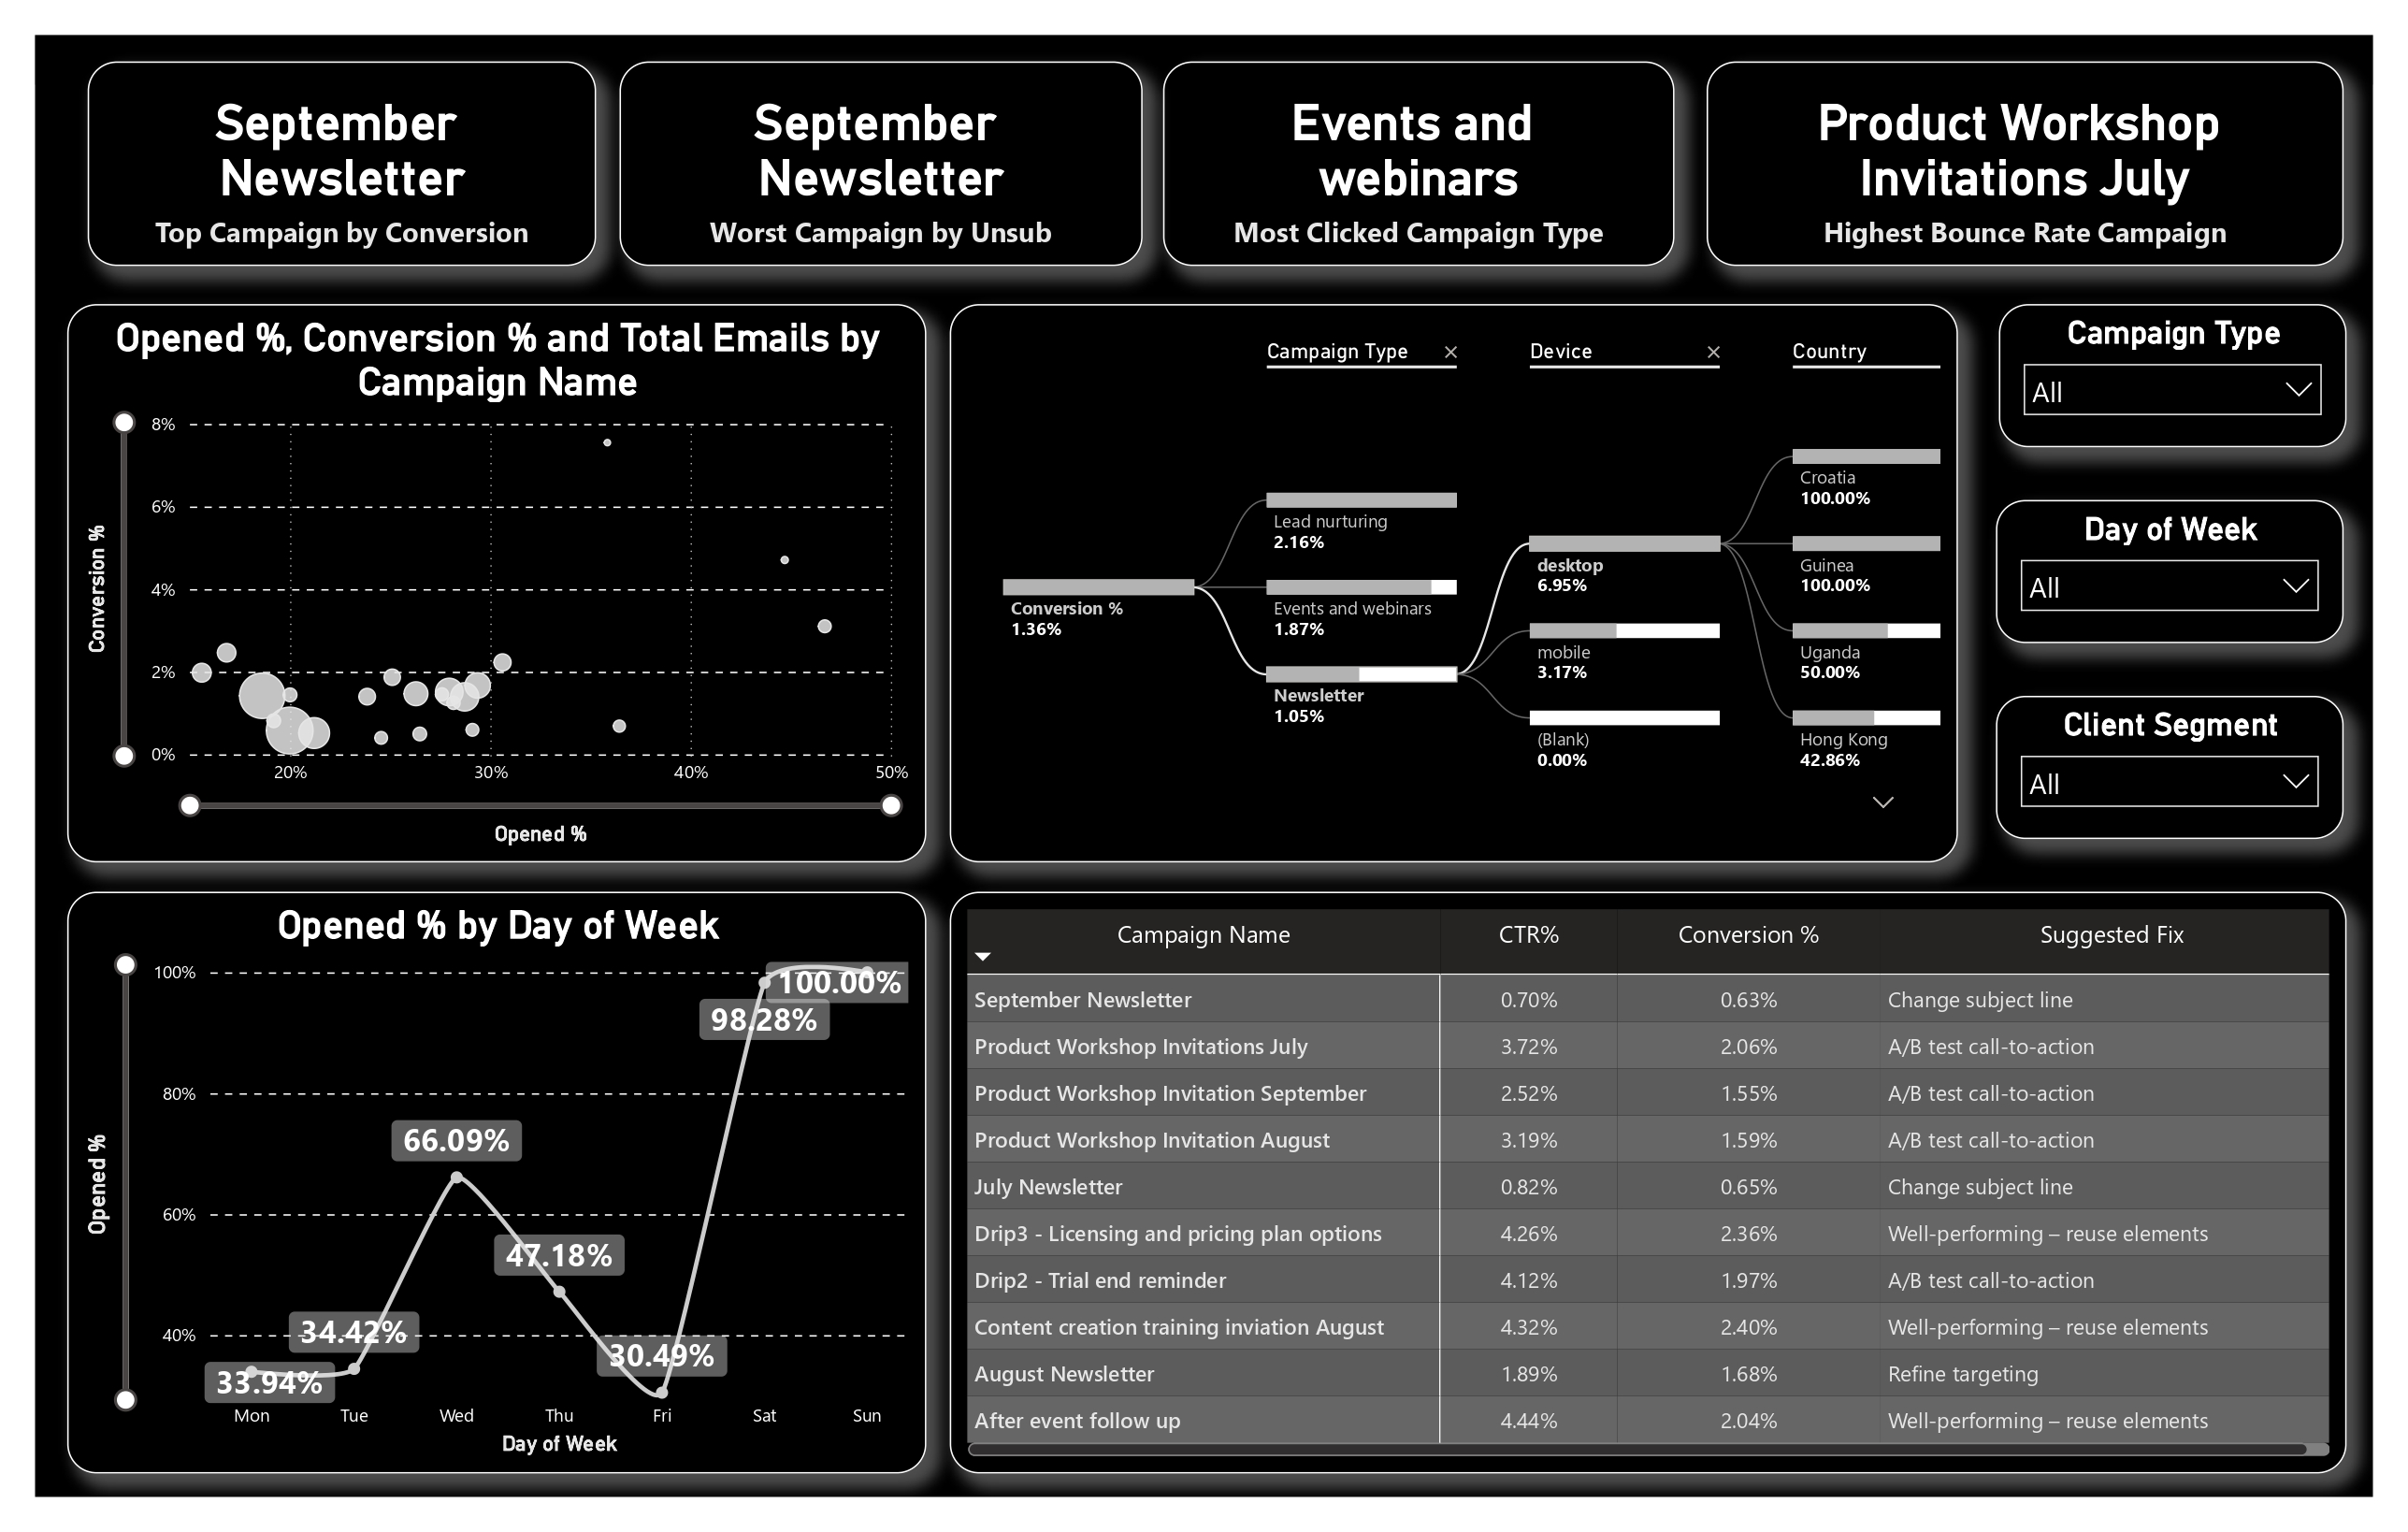 September
Newsletter
Top Campaign by Conversion
September
Newsletter
Worst Campaign by Unsub
Events and
webinars
Most Clicked Campaign Type
Product Workshop
Invitations July
Highest Bounce Rate Campaign
Opened %, Conversion % and Total Emails by
Campaign Name
Conversion %
8%
6%
4%
2%
0%
20%
30%
40%
50%
Opened %
Campaign Type
Device
Country
Conversion %
1.36%
Lead nurturing
2.16%
Events and webinars
1.87%
Newsletter
1.05%
desktop
6.95%
mobile
3.17%
(Blank)
0.00%
Croatia
100.00%
Guinea
100.00%
Uganda
50.00%
Hong Kong
42.86%
Campaign Type
All
Day of Week
All
Client Segment
All
Opened % by Day of Week
Opened %
100%
80%
60%
40%
33.94%
34.42%
66.09%
47.18%
30.49%
98.28%
100.00%
Mon Tue Wed Thu Fri Sat Sun
Day of Week
Campaign Name CTR% Conversion % Suggested Fix
September Newsletter 0.70% 0.63% Change subject line
Product Workshop Invitations July 3.72% 2.06% A/B test call-to-action
Product Workshop Invitation September 2.52% 1.55% A/B test call-to-action
Product Workshop Invitation August 3.19% 1.59% A/B test call-to-action
July Newsletter 0.82% 0.65% Change subject line
Drip3 - Licensing and pricing plan options 4.26% 2.36% Well-performing – reuse elements
Drip2 - Trial end reminder 4.12% 1.97% A/B test call-to-action
Content creation training inviation August 4.32% 2.40% Well-performing – reuse elements
August Newsletter 1.89% 1.68% Refine targeting
After event follow up 4.44% 2.04% Well-performing – reuse elements